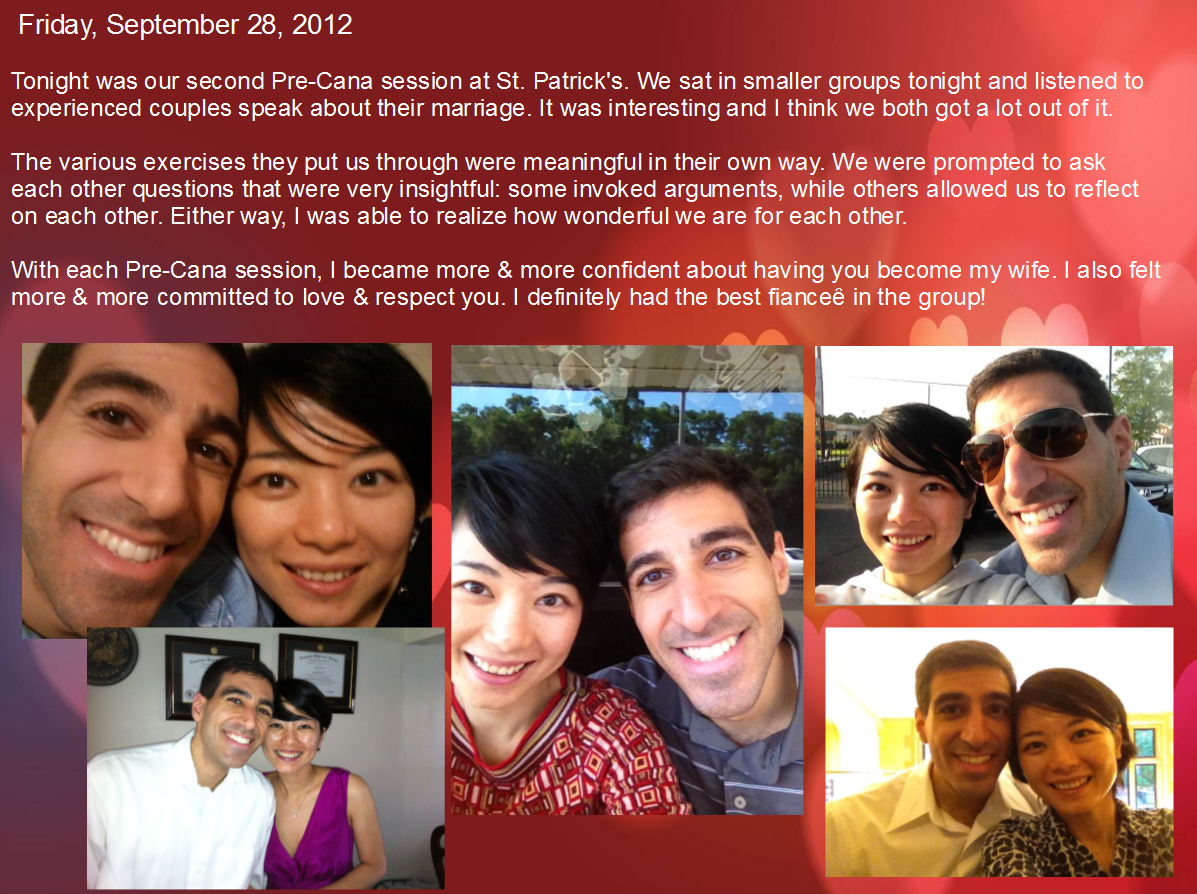 Friday, September 28, 2012
Tonight was our second Pre-Cana session at St. Patrick's. We sat in smaller groups tonight and listened to
experienced couples speak about their marriage. It was interesting and I think we both got a lot out of it.
The various exercises they put us through were meaningful in their own way. We were prompted to ask
each other questions that were very insightful: some invoked arguments, while others allowed us to reflect
on each other. Either way, I was able to realize how wonderful we are for each other.
With each Pre-Cana session, I became more & more confident about having you become my wife. I also felt
more & more committed to love & respect you. I definitely had the best fianceê in the group!